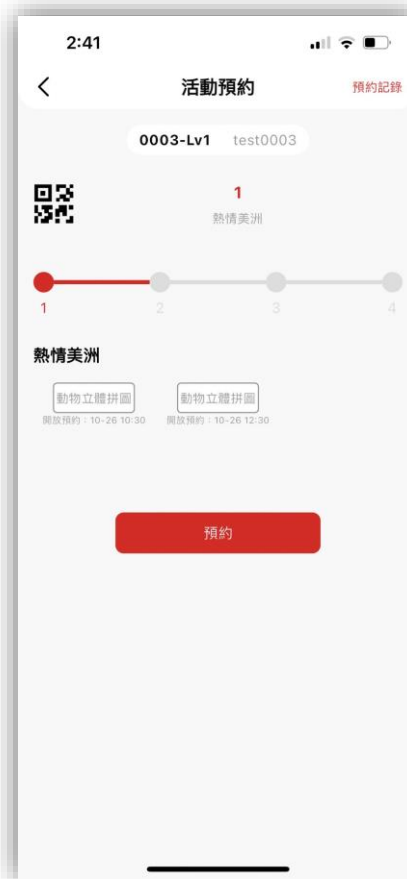 2:41
活動預約
預約記錄
0003-Lv1 test0003
1
熱情美洲
1 2 3 4
熱情美洲
動物立體拼圖 動物立體拼圖
開放預約：10-26 10:30 開放預約：10-26 12:30
預約